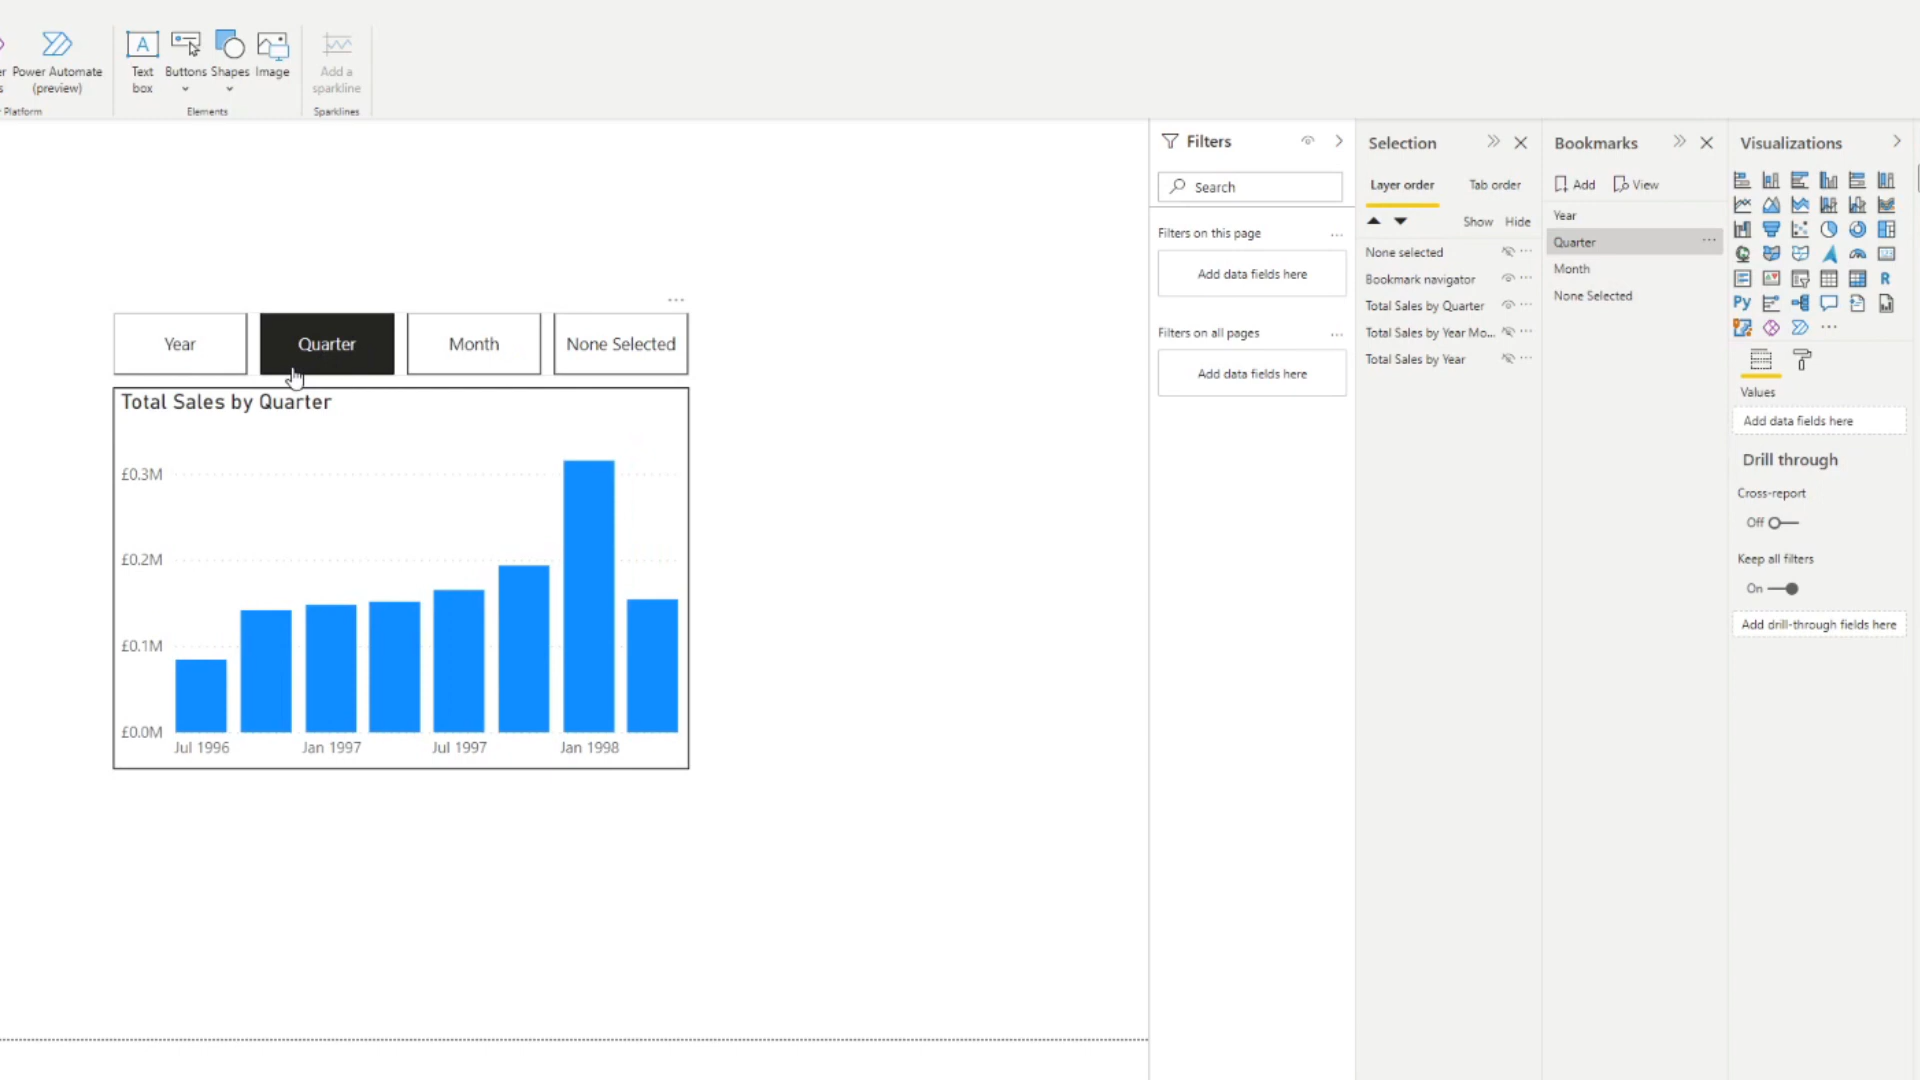 r Power Automate
s (preview)
Platform
Text
box
Buttons
Shapes
Image
Elements
Add a
sparkline
Sparklines
Year
Quarter
Month
None Selected
Total Sales by Quarter
£0.3M
£0.2M
£0.1M
£0.0M
Jul 1996
Jan 1997
Jul 1997
Jan 1998
Filters
Search
Filters on this page
Add data fields here
Filters on all pages
Add data fields here
Selection
Layer order
Tab order
Show
Hide
None selected
Bookmark navigator
Total Sales by Quarter
Total Sales by Year Mo...
Total Sales by Year
Bookmarks
Add
View
Year
Quarter
Month
None Selected
Visualizations
R
Py
Values
Add data fields here
Drill through
Cross-report
Off
Keep all filters
On
Add drill-through fields here